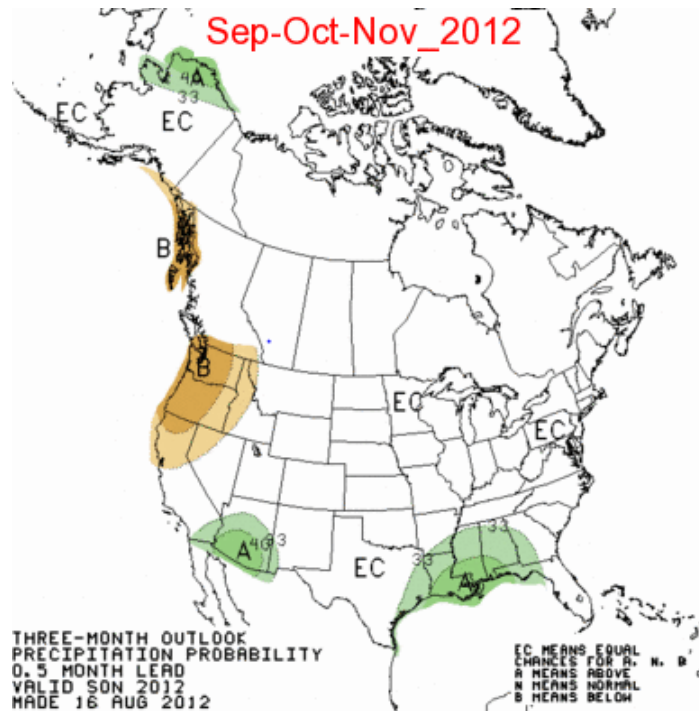 Sep-Oct-Nov_2012
A
33
EC
EC
B
B
EC
EC
A
40
33
EC
33
33
A
THREE-MONTH OUTLOOK
PRECIPITATION PROBABILITY
0.5 MONTH LEAD
VALID SON 2012
MADE 16 AUG 2012
EC MEANS EQUAL
CHANCES FOR A, N, B
A MEANS ABOVE
N MEANS NORMAL
B MEANS BELOW